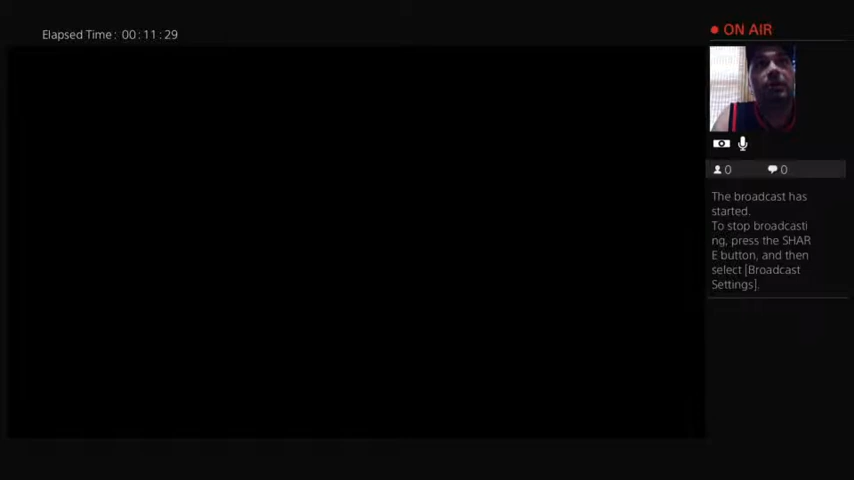 Elapsed Time: 00:11:29
ON AIR
0 0
The broadcast has
started.
To stop broadcasti
ng, press the SHAR
E button, and then
select [Broadcast
Settings].